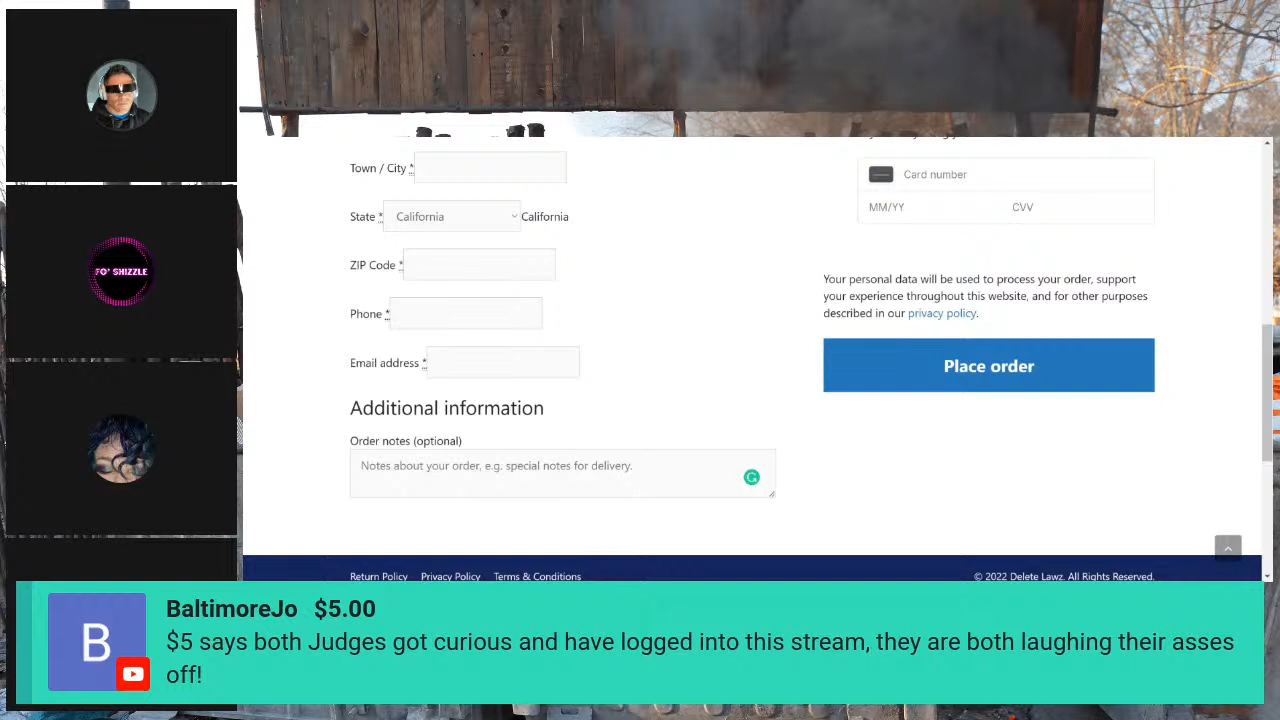 FO' SHIZZLE
Town / City *
State * California California
ZIP Code *
Phone *
Email address *
Additional information
Order notes (optional)
Notes about your order, e.g. special notes for delivery.
Card number
MM/YY CVV
Your personal data will be used to process your order, support
your experience throughout this website, and for other purposes
described in our privacy policy.
Place order
Return Policy Privacy Policy Terms & Conditions
© 2022 Delete Lawz. All Rights Reserved.
B
BaltimoreJo $5.00
$5 says both Judges got curious and have logged into this stream, they are both laughing their asses
off!